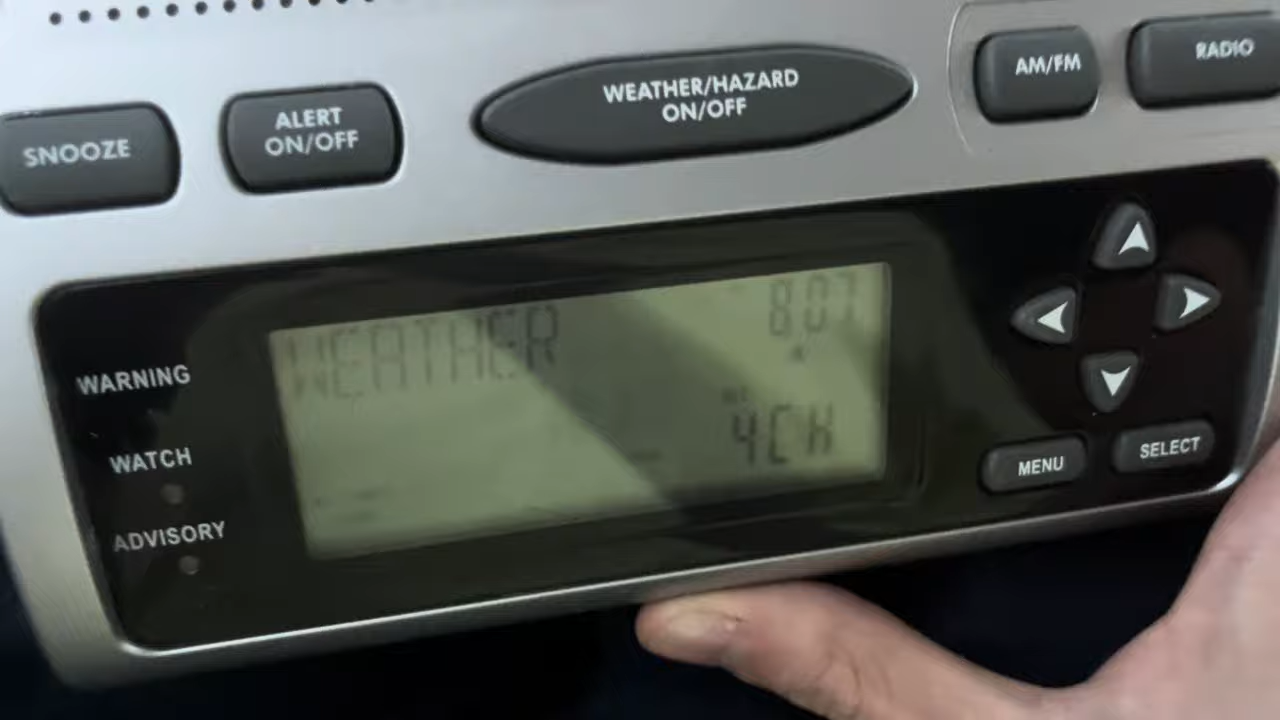 SNOOZE
ALERT
ON/OFF
WEATHER/HAZARD
ON/OFF
AM/FM
RADIO
WARNING
WATCH
ADVISORY
WEATHER
8:07
4CH
MENU
SELECT